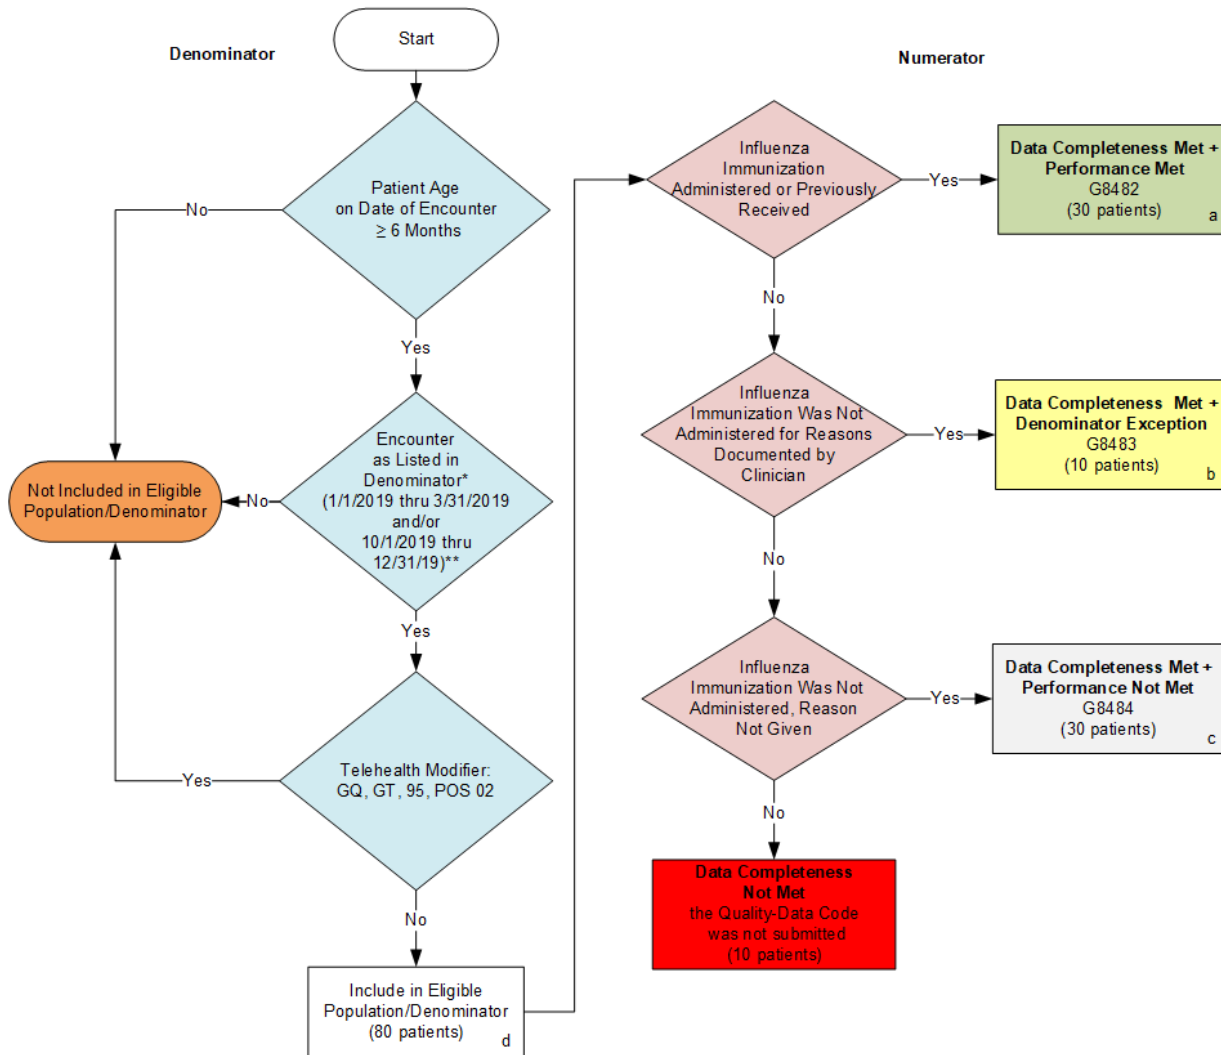 Denominator
Start
Numerator
Patient Age
on Date of Encounter
≥ 6 Months
No
Yes
Encounter
as Listed in
Denominator*
(1/1/2019 thru 3/31/2019
and/or
10/1/2019 thru
12/31/19)**
No
Not Included in Eligible
Population/Denominator
Yes
Telehealth Modifier:
GQ, GT, 95, POS 02
Yes
No
Include in Eligible
Population/Denominator
(80 patients)
d
Influenza
Immunization
Administered or Previously
Received
Yes
Data Completeness Met +
Performance Met
G8482
(30 patients)
a
No
Influenza
Immunization Was Not
Administered for Reasons
Documented by
Clinician
Yes
Data Completeness Met +
Denominator Exception
G8483
(10 patients)
b
No
Influenza
Immunization Was Not
Administered, Reason
Not Given
Yes
Data Completeness Met +
Performance Not Met
G8484
(30 patients)
c
No
Data Completeness
Not Met
the Quality-Data Code
was not submitted
(10 patients)